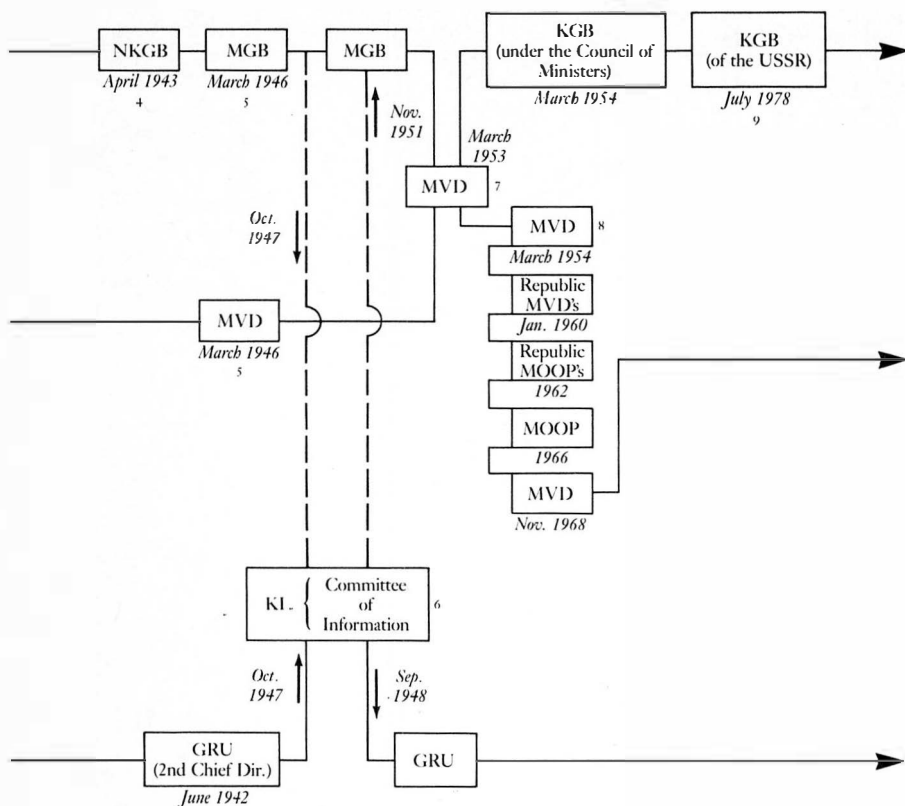 NKGB
April 1943
4
MGB
March 1946
5
MGB
KGB
(under the Council of
Ministers)
March 1954
KGB
(of the USSR)
July 1978
9
Nov.
1951
March
1953
MVD
7
Oct.
1947
MVD
8
March 1954
Republic
MVD's
Jan. 1960
Republic
MOOP's
1962
MOOP
1966
MVD
Nov. 1968
MVD
March 1946
5
KI
Committee
of
Information
6
Oct.
1947
Sep.
1948
GRU
(2nd Chief Dir.)
June 1942
GRU